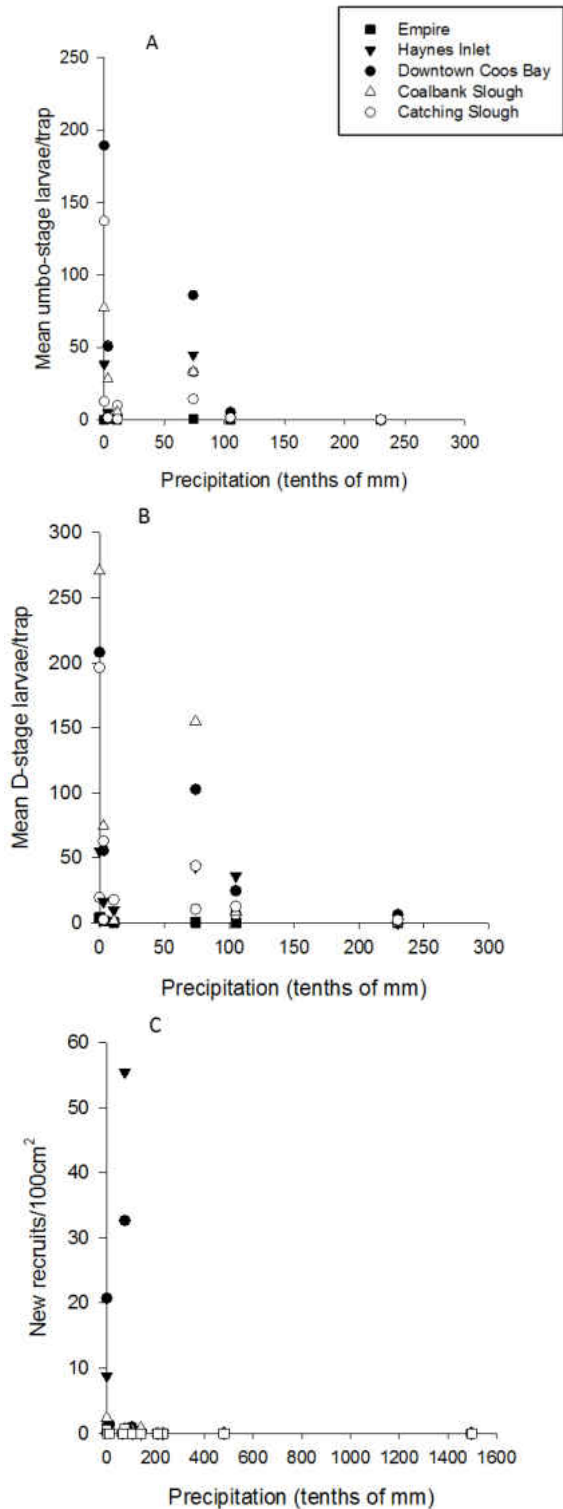 A
Empire
Haynes Inlet
Downtown Coos Bay
Coalbank Slough
Catching Slough
Mean umbo-stage larvae/trap
250
200
150
100
50
0
0 50 100 150 200 250 300
Precipitation (tenths of mm)
B
Mean D-stage larvae/trap
300
250
200
150
100
50
0
0 50 100 150 200 250 300
Precipitation (tenths of mm)
C
New recruits/100cm²
60
50
40
30
20
10
0
0 200 400 600 800 1000 1200 1400 1600
Precipitation (tenths of mm)